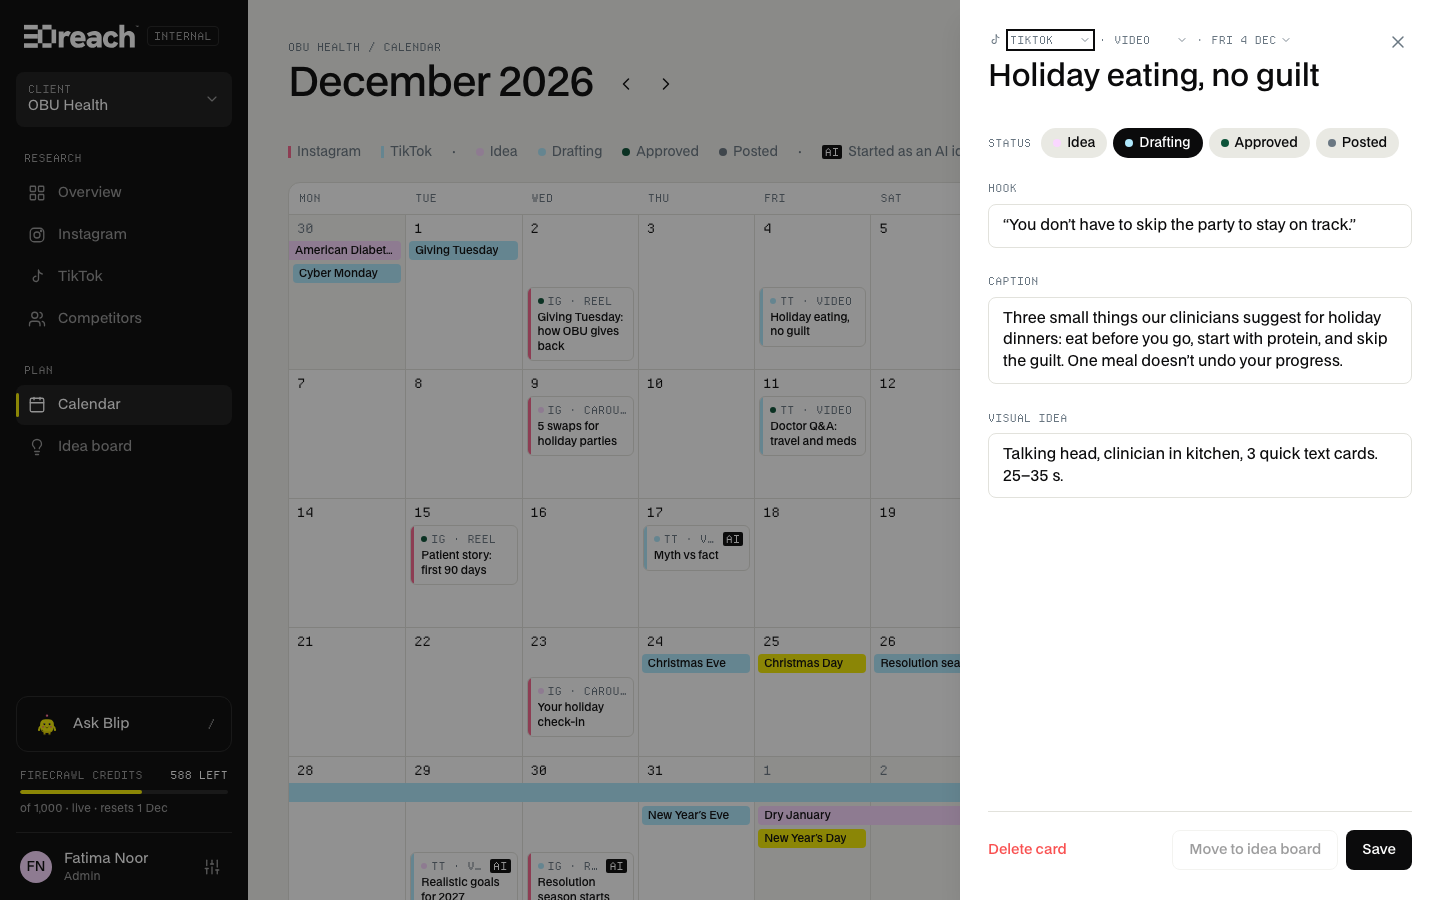 reach
INTERNAL
CLIENT
OBU Health
RESEARCH
Overview
Instagram
TikTok
Competitors
PLAN
Calendar
Idea board
Ask Blip
/
FIRECRAWL CREDITS
588 LEFT
of 1,000 · live · resets 1 Dec
FN
Fatima Noor
Admin
OBU HEALTH / CALENDAR
December 2026
Instagram TikTok · Idea Drafting Approved Posted · AI Started as an AI
MON TUE WED THU FRI SAT
30 1 2 3 4 5
American Diabet…
Cyber Monday
Giving Tuesday
IG · REEL
Giving Tuesday:
how OBU gives
back
TT · VIDEO
Holiday eating,
no guilt
7 8 9 10 11 12
IG · CAROU…
5 swaps for
holiday parties
TT · VIDEO
Doctor Q&A:
travel and meds
14 15 16 17 18 19
IG · REEL
Patient story:
first 90 days
TT · V… AI
Myth vs fact
21 22 23 24 25 26
Christmas Eve
Christmas Day
Resolution sea
IG · CAROU…
Your holiday
check-in
28 29 30 31 1 2
New Year’s Eve
Dry January
New Year’s Day
TT · V… AI
Realistic goals
for 2027
IG · R… AI
Resolution
season starts
TIKTOK · VIDEO · FRI 4 DEC
Holiday eating, no guilt
STATUS Idea Drafting Approved Posted
HOOK
“You don’t have to skip the party to stay on track.”
CAPTION
Three small things our clinicians suggest for holiday
dinners: eat before you go, start with protein, and skip
the guilt. One meal doesn’t undo your progress.
VISUAL IDEA
Talking head, clinician in kitchen, 3 quick text cards.
25–35 s.
Delete card
Move to idea board
Save